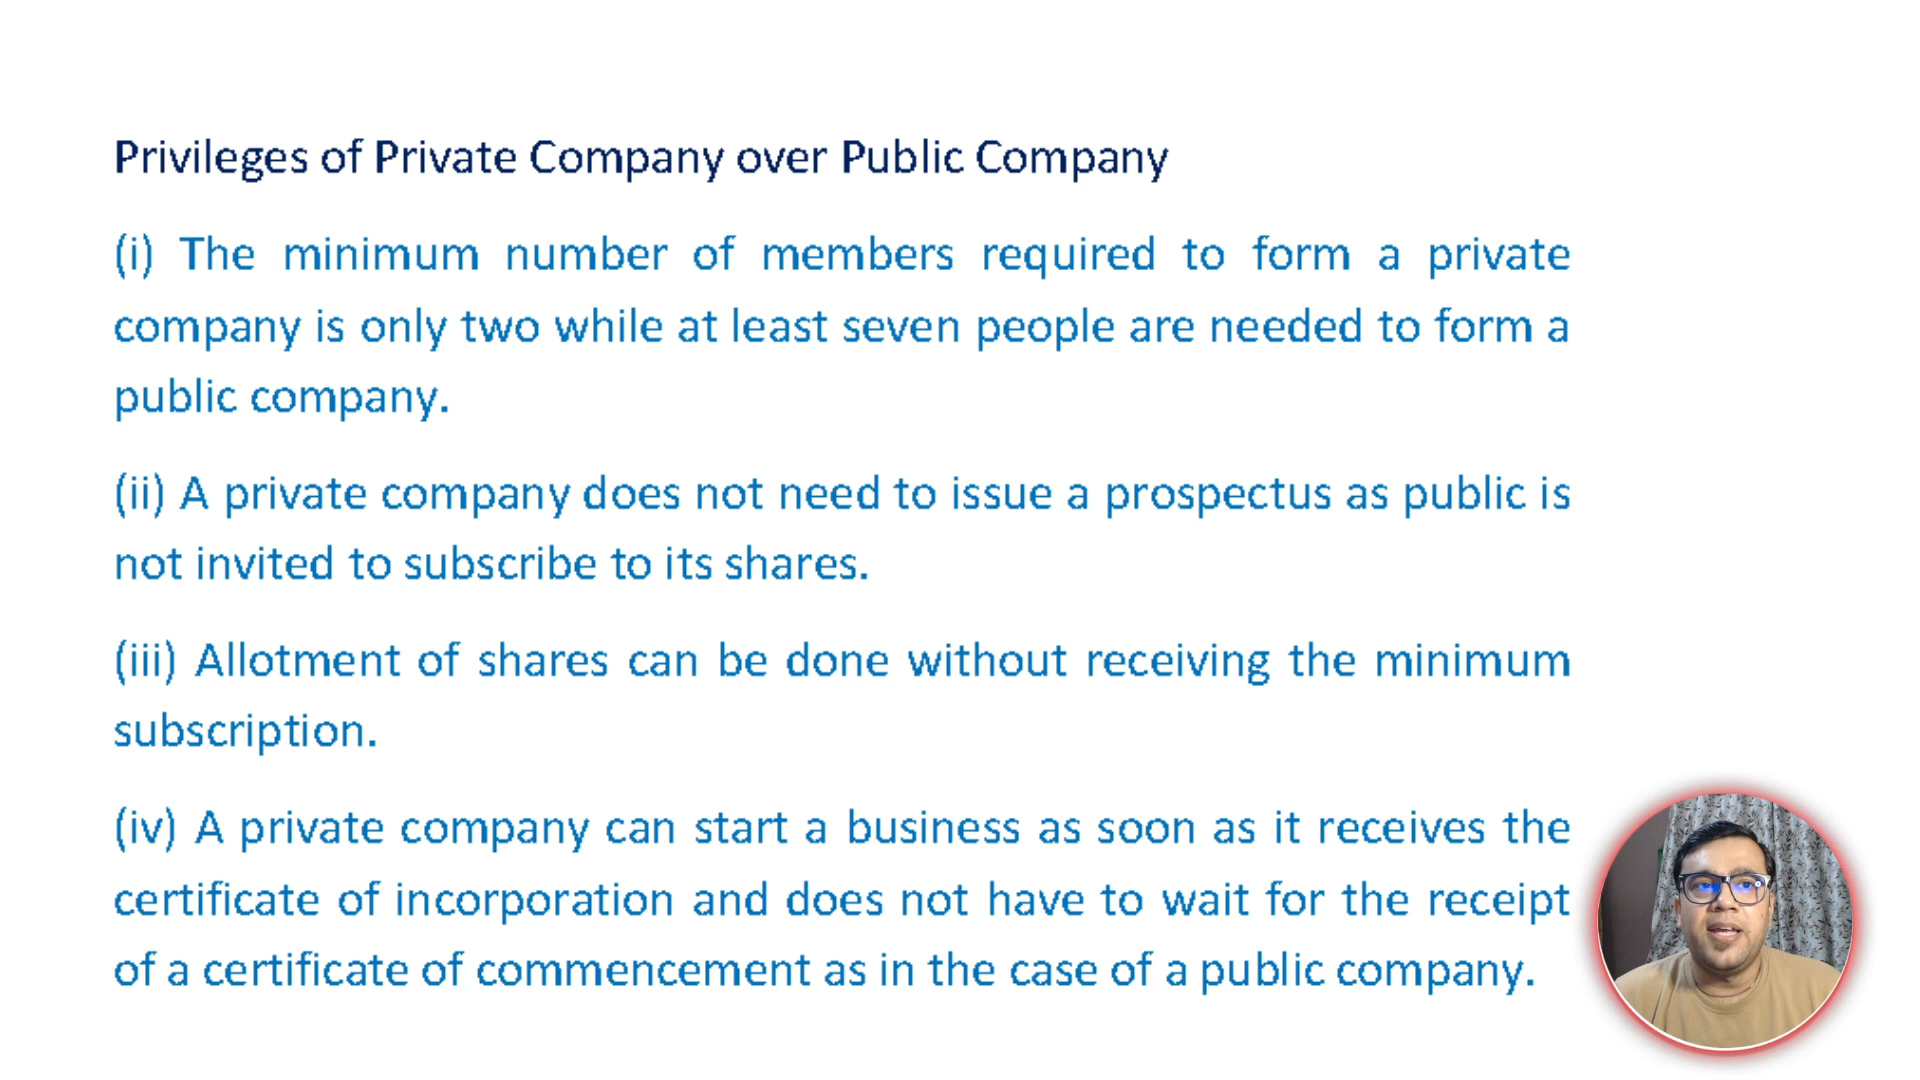 Privileges of Private Company over Public Company
(i) The minimum number of members required to form a private
company is only two while at least seven people are needed to form a
public company.
(ii) A private company does not need to issue a prospectus as public is
not invited to subscribe to its shares.
(iii) Allotment of shares can be done without receiving the minimum
subscription.
(iv) A private company can start a business as soon as it receives the
certificate of incorporation and does not have to wait for the receipt
of a certificate of commencement as in the case of a public company.